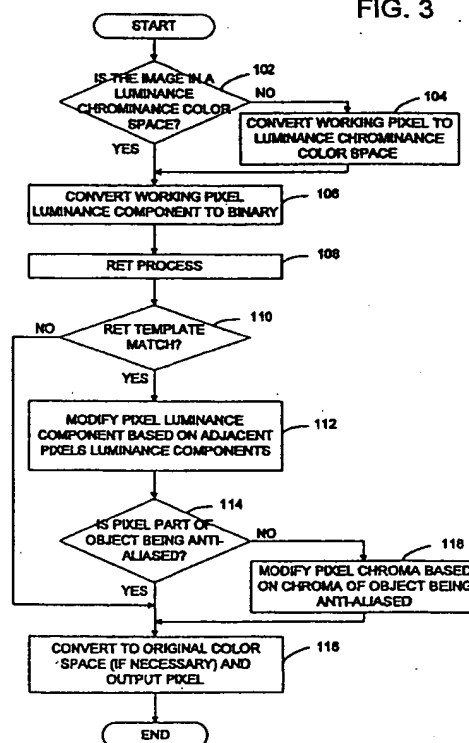 FIG. 3
START
IS THE IMAGE IN A
LUMINANCE
CHROMINANCE COLOR
SPACE?
102
NO
YES
104
CONVERT WORKING PIXEL TO
LUMINANCE CHROMINANCE
COLOR SPACE
CONVERT WORKING PIXEL
LUMINANCE COMPONENT TO BINARY
106
RET PROCESS
108
RET TEMPLATE
MATCH?
110
NO
YES
MODIFY PIXEL LUMINANCE
COMPONENT BASED ON ADJACENT
PIXELS LUMINANCE COMPONENTS
112
IS PIXEL PART OF
OBJECT BEING ANTI-
ALIASED?
114
NO
YES
118
MODIFY PIXEL CHROMA BASED
ON CHROMA OF OBJECT BEING
ANTI-ALIASED
CONVERT TO ORIGINAL COLOR
SPACE (IF NECESSARY) AND
OUTPUT PIXEL
116
END